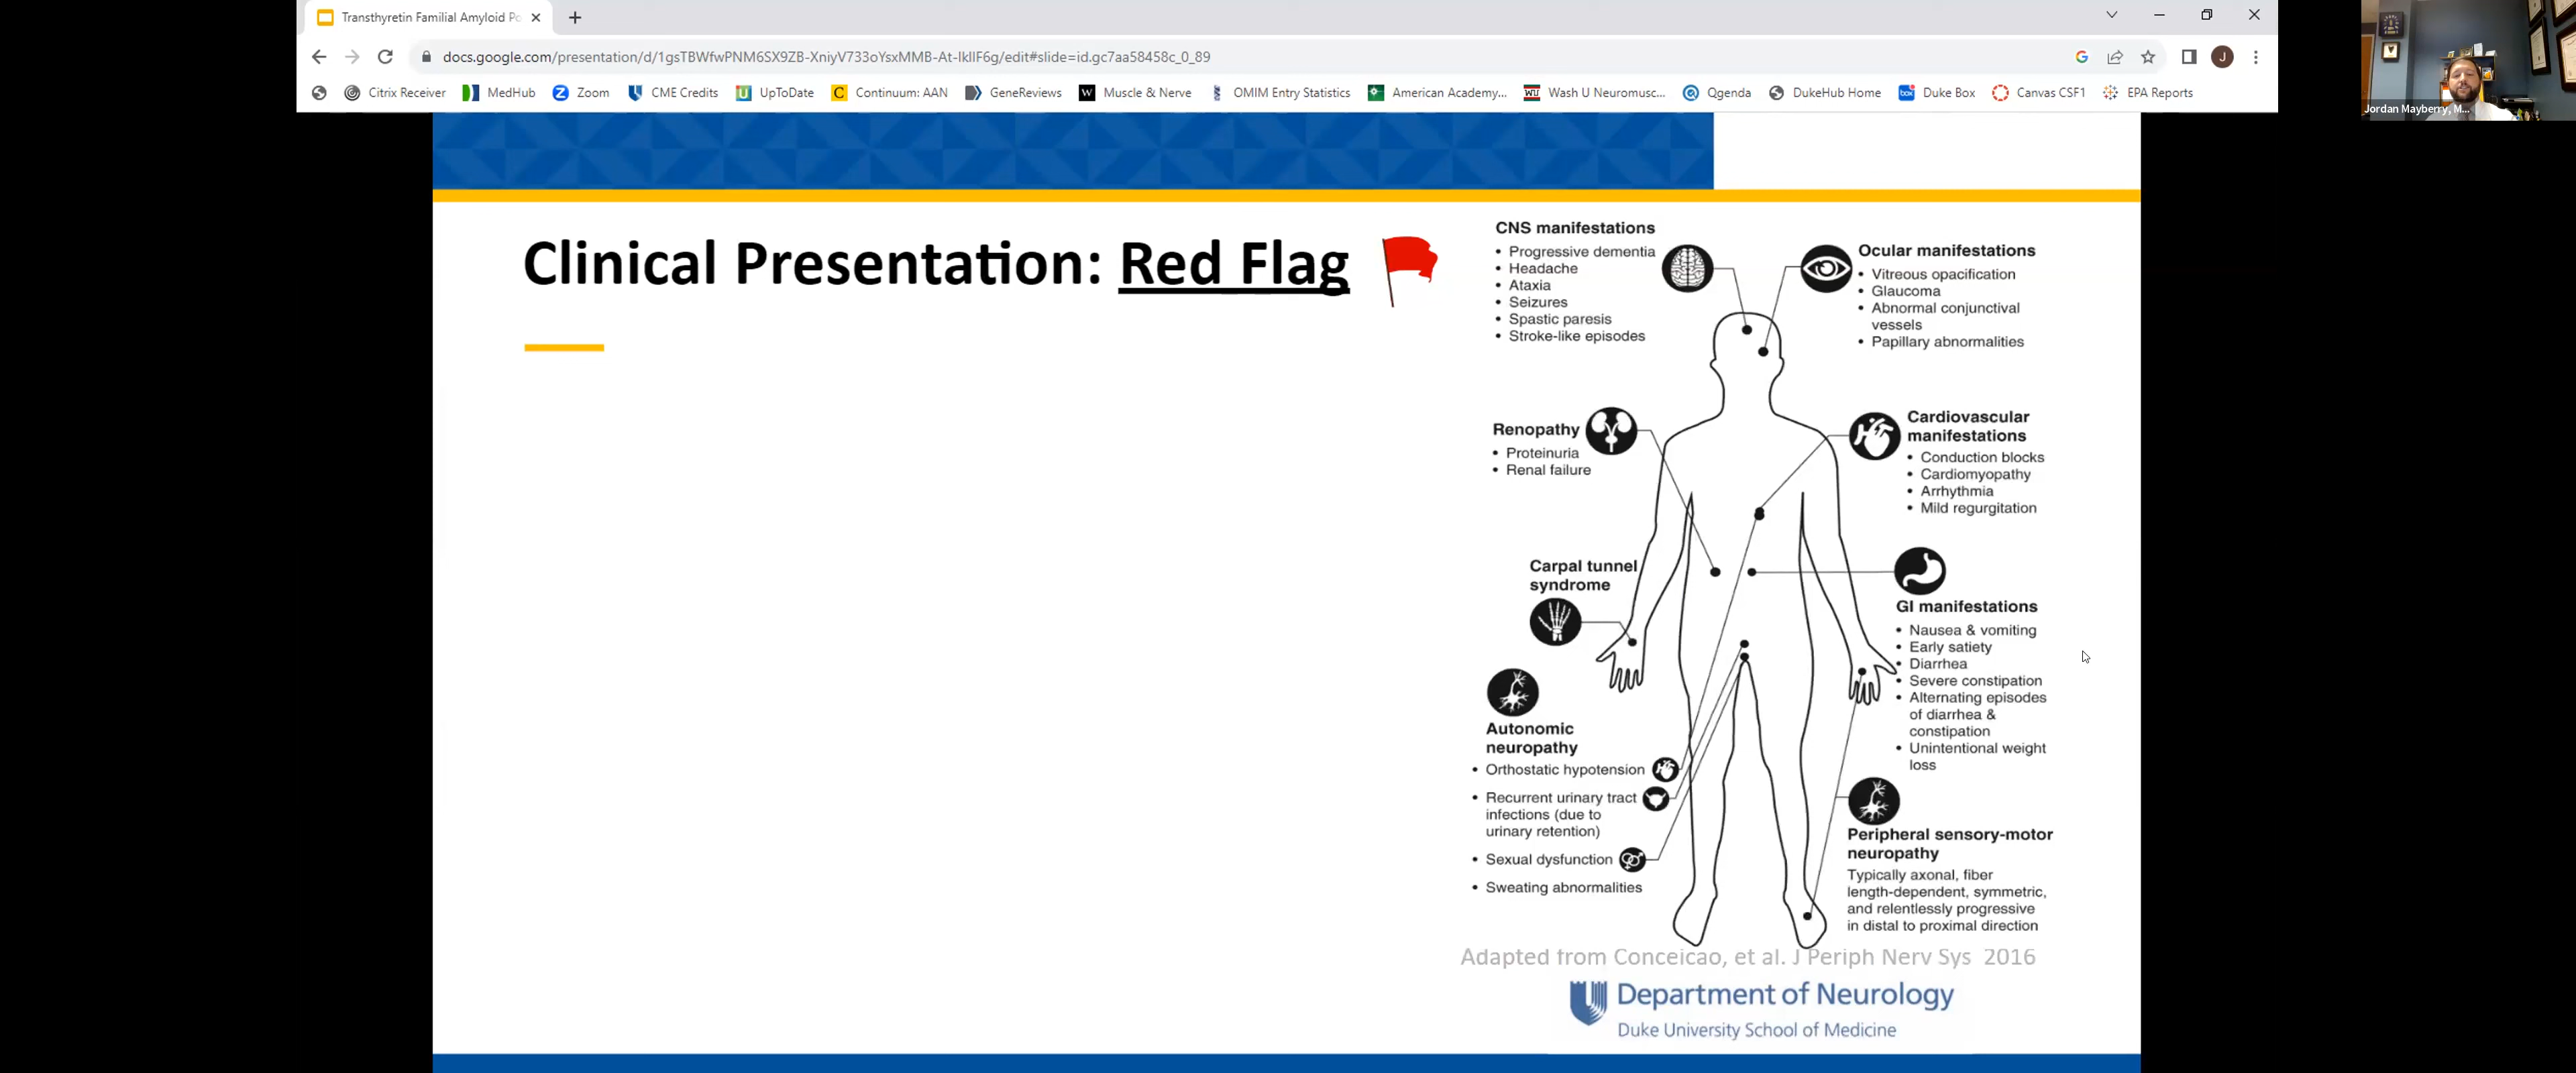 Transthyretin Familial Amyloid Po
docs.google.com/presentation/d/1gsTBWfwPNM6SX9ZB-XniyV733oYsxMMB-At-IkllF6g/edit#slide=id.gc7aa58458c_0_89
J
Citrix Receiver MedHub Zoom CME Credits UpToDate Continuum: AAN GeneReviews Muscle & Nerve OMIM Entry Statistics American Academy... Wash U Neuromusc... Qgenda DukeHub Home Duke Box Canvas CSF1 EPA Reports
Jordan Mayberry, M...
Clinical Presentation: Red Flag
CNS manifestations
• Progressive dementia
• Headache
• Ataxia
• Seizures
• Spastic paresis
• Stroke-like episodes
Ocular manifestations
• Vitreous opacification
• Glaucoma
• Abnormal conjunctival
vessels
• Papillary abnormalities
Renopathy
• Proteinuria
• Renal failure
Cardiovascular
manifestations
• Conduction blocks
• Cardiomyopathy
• Arrhythmia
• Mild regurgitation
Carpal tunnel
syndrome
GI manifestations
• Nausea & vomiting
• Early satiety
• Diarrhea
• Severe constipation
• Alternating episodes
of diarrhea &
constipation
• Unintentional weight
loss
Autonomic
neuropathy
• Orthostatic hypotension
• Recurrent urinary tract
infections (due to
urinary retention)
• Sexual dysfunction
• Sweating abnormalities
Peripheral sensory-motor
neuropathy
Typically axonal, fiber
length-dependent, symmetric,
and relentlessly progressive
in distal to proximal direction
Adapted from Conceicao, et al. J Periph Nerv Sys 2016
Department of Neurology
Duke University School of Medicine